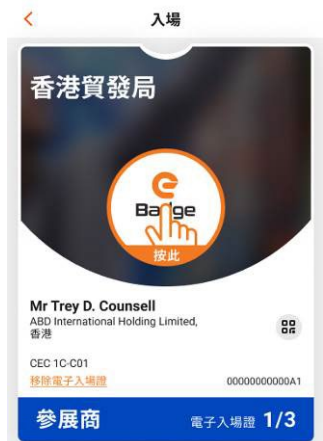 入場
香港貿發局
e
Badge
按此
Mr Trey D. Counsell
ABD International Holding Limited,
香港
CEC 1C-C01
移除電子入場證
00000000000A1
參展商
電子入場證 1/3